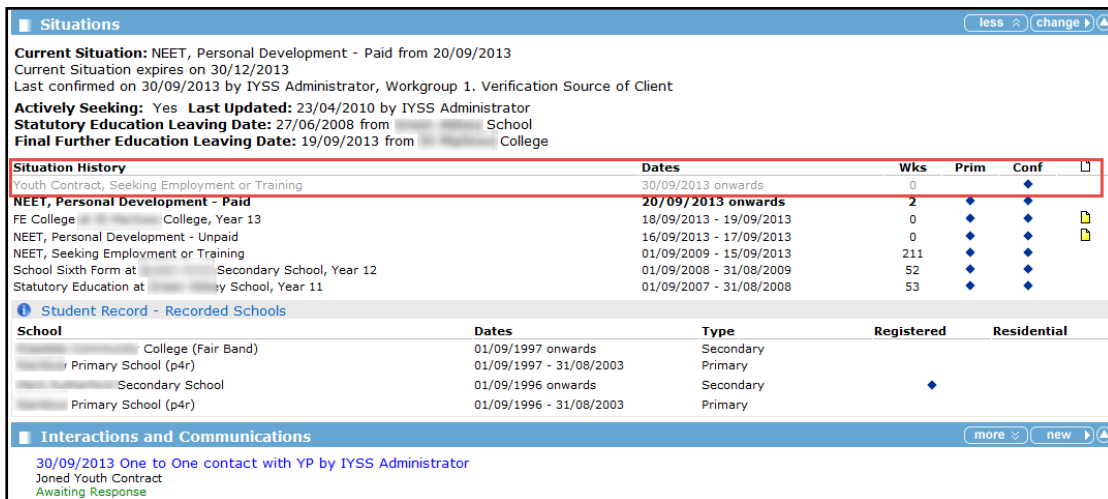 Situations
less change
Current Situation: NEET, Personal Development - Paid from 20/09/2013
Current Situation expires on 30/12/2013
Last confirmed on 30/09/2013 by IYSS Administrator, Workgroup 1. Verification Source of Client
Actively Seeking: Yes Last Updated: 23/04/2010 by IYSS Administrator
Statutory Education Leaving Date: 27/06/2008 from School
Final Further Education Leaving Date: 19/09/2013 from College
Situation History Dates Wks Prim Conf
Youth Contract, Seeking Employment or Training 30/09/2013 onwards 0
NEET, Personal Development - Paid 20/09/2013 onwards 2
FE College College, Year 13 18/09/2013 - 19/09/2013 0
NEET, Personal Development - Unpaid 16/09/2013 - 17/09/2013 0
NEET, Seeking Employment or Training 01/09/2009 - 15/09/2013 211
School Sixth Form at Secondary School, Year 12 01/09/2008 - 31/08/2009 52
Statutory Education at School, Year 11 01/09/2007 - 31/08/2008 53
Student Record - Recorded Schools
School Dates Type Registered Residential
College (Fair Band) 01/09/1997 onwards Secondary
Primary School (p4r) 01/09/1997 - 31/08/2003 Primary
Secondary School 01/09/1996 onwards Secondary
Primary School (p4r) 01/09/1996 - 31/08/2003 Primary
Interactions and Communications
more new
30/09/2013 One to One contact with YP by IYSS Administrator
Joned Youth Contract
Awaiting Response